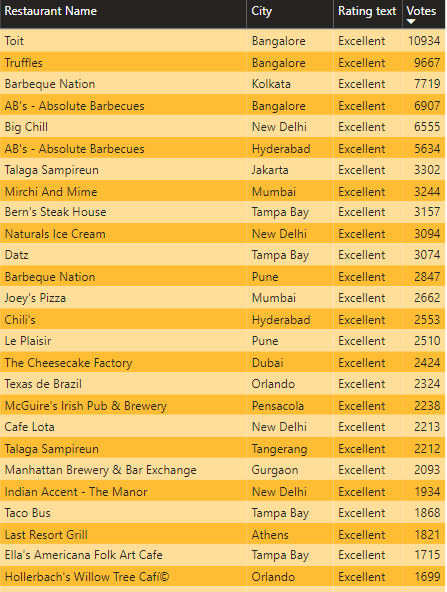 Restaurant Name City Rating text Votes
Toit Bangalore Excellent 10934
Truffles Bangalore Excellent 9667
Barbeque Nation Kolkata Excellent 7719
AB's - Absolute Barbecues Bangalore Excellent 6907
Big Chill New Delhi Excellent 6555
AB's - Absolute Barbecues Hyderabad Excellent 5634
Talaga Sampireun Jakarta Excellent 3302
Mirchi And Mime Mumbai Excellent 3244
Bern's Steak House Tampa Bay Excellent 3157
Naturals Ice Cream New Delhi Excellent 3094
Datz Tampa Bay Excellent 3074
Barbeque Nation Pune Excellent 2847
Joey's Pizza Mumbai Excellent 2662
Chili's Hyderabad Excellent 2553
Le Plaisir Pune Excellent 2510
The Cheesecake Factory Dubai Excellent 2424
Texas de Brazil Orlando Excellent 2324
McGuire's Irish Pub & Brewery Pensacola Excellent 2238
Cafe Lota New Delhi Excellent 2213
Talaga Sampireun Tangerang Excellent 2212
Manhattan Brewery & Bar Exchange Gurgaon Excellent 2093
Indian Accent - The Manor New Delhi Excellent 1934
Taco Bus Tampa Bay Excellent 1868
Last Resort Grill Athens Excellent 1821
Ella's Americana Folk Art Cafe Tampa Bay Excellent 1715
Hollerbach's Willow Tree Cafí© Orlando Excellent 1699